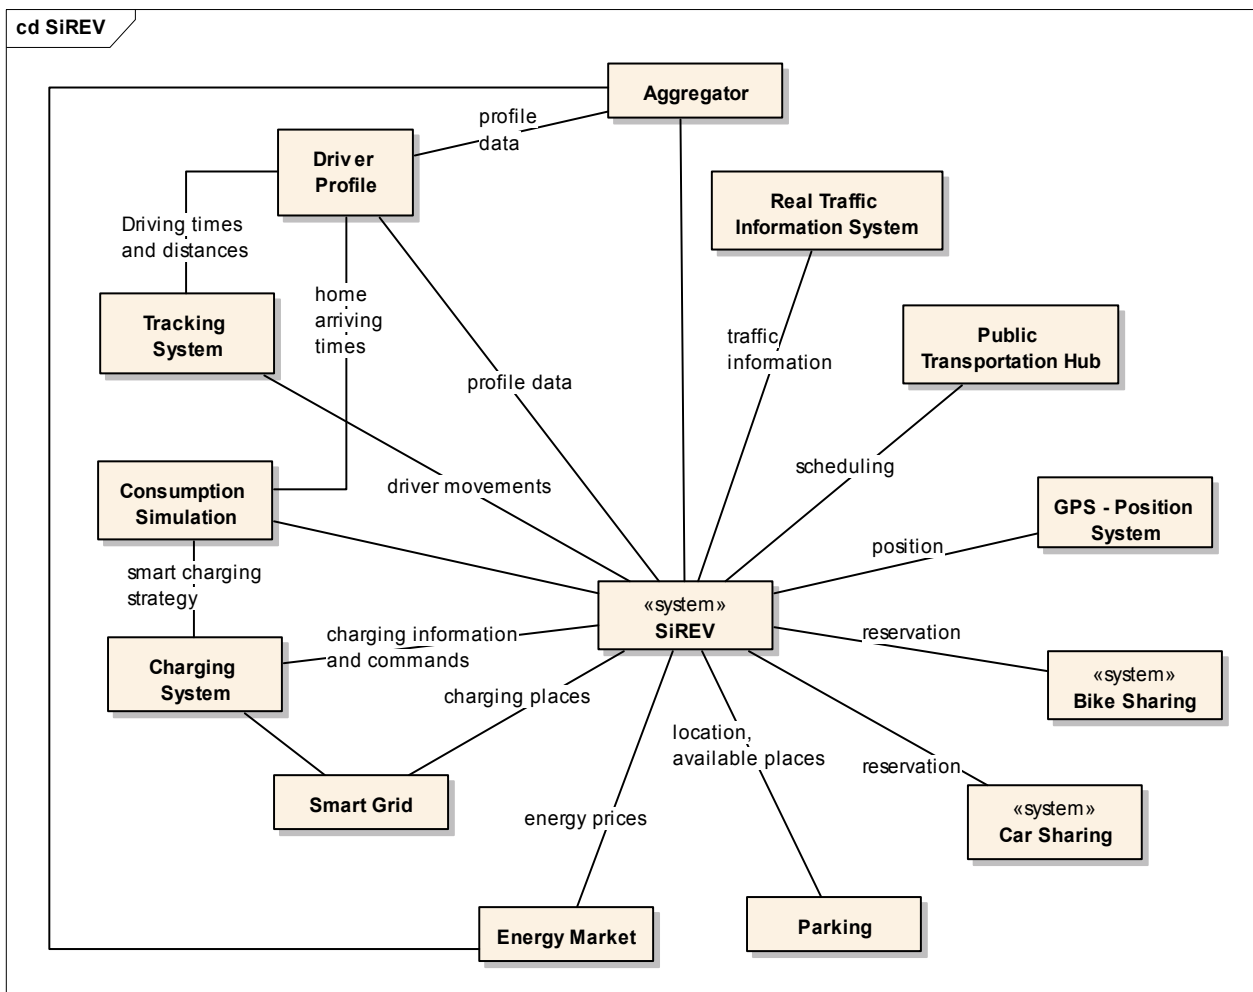 cd SiREV
Aggregator
profile
data
Driver
Profile
Real Traffic
Information System
Driving times
and distances
home
arriving
times
Tracking
System
traffic
information
Public
Transportation Hub
profile data
scheduling
driver movements
Consumption
Simulation
GPS - Position
System
position
smart charging
strategy
«system»
SiREV
charging information
and commands
reservation
Charging
System
charging places
«system»
Bike Sharing
location,
available places
reservation
Smart Grid
energy prices
«system»
Car Sharing
Energy Market
Parking